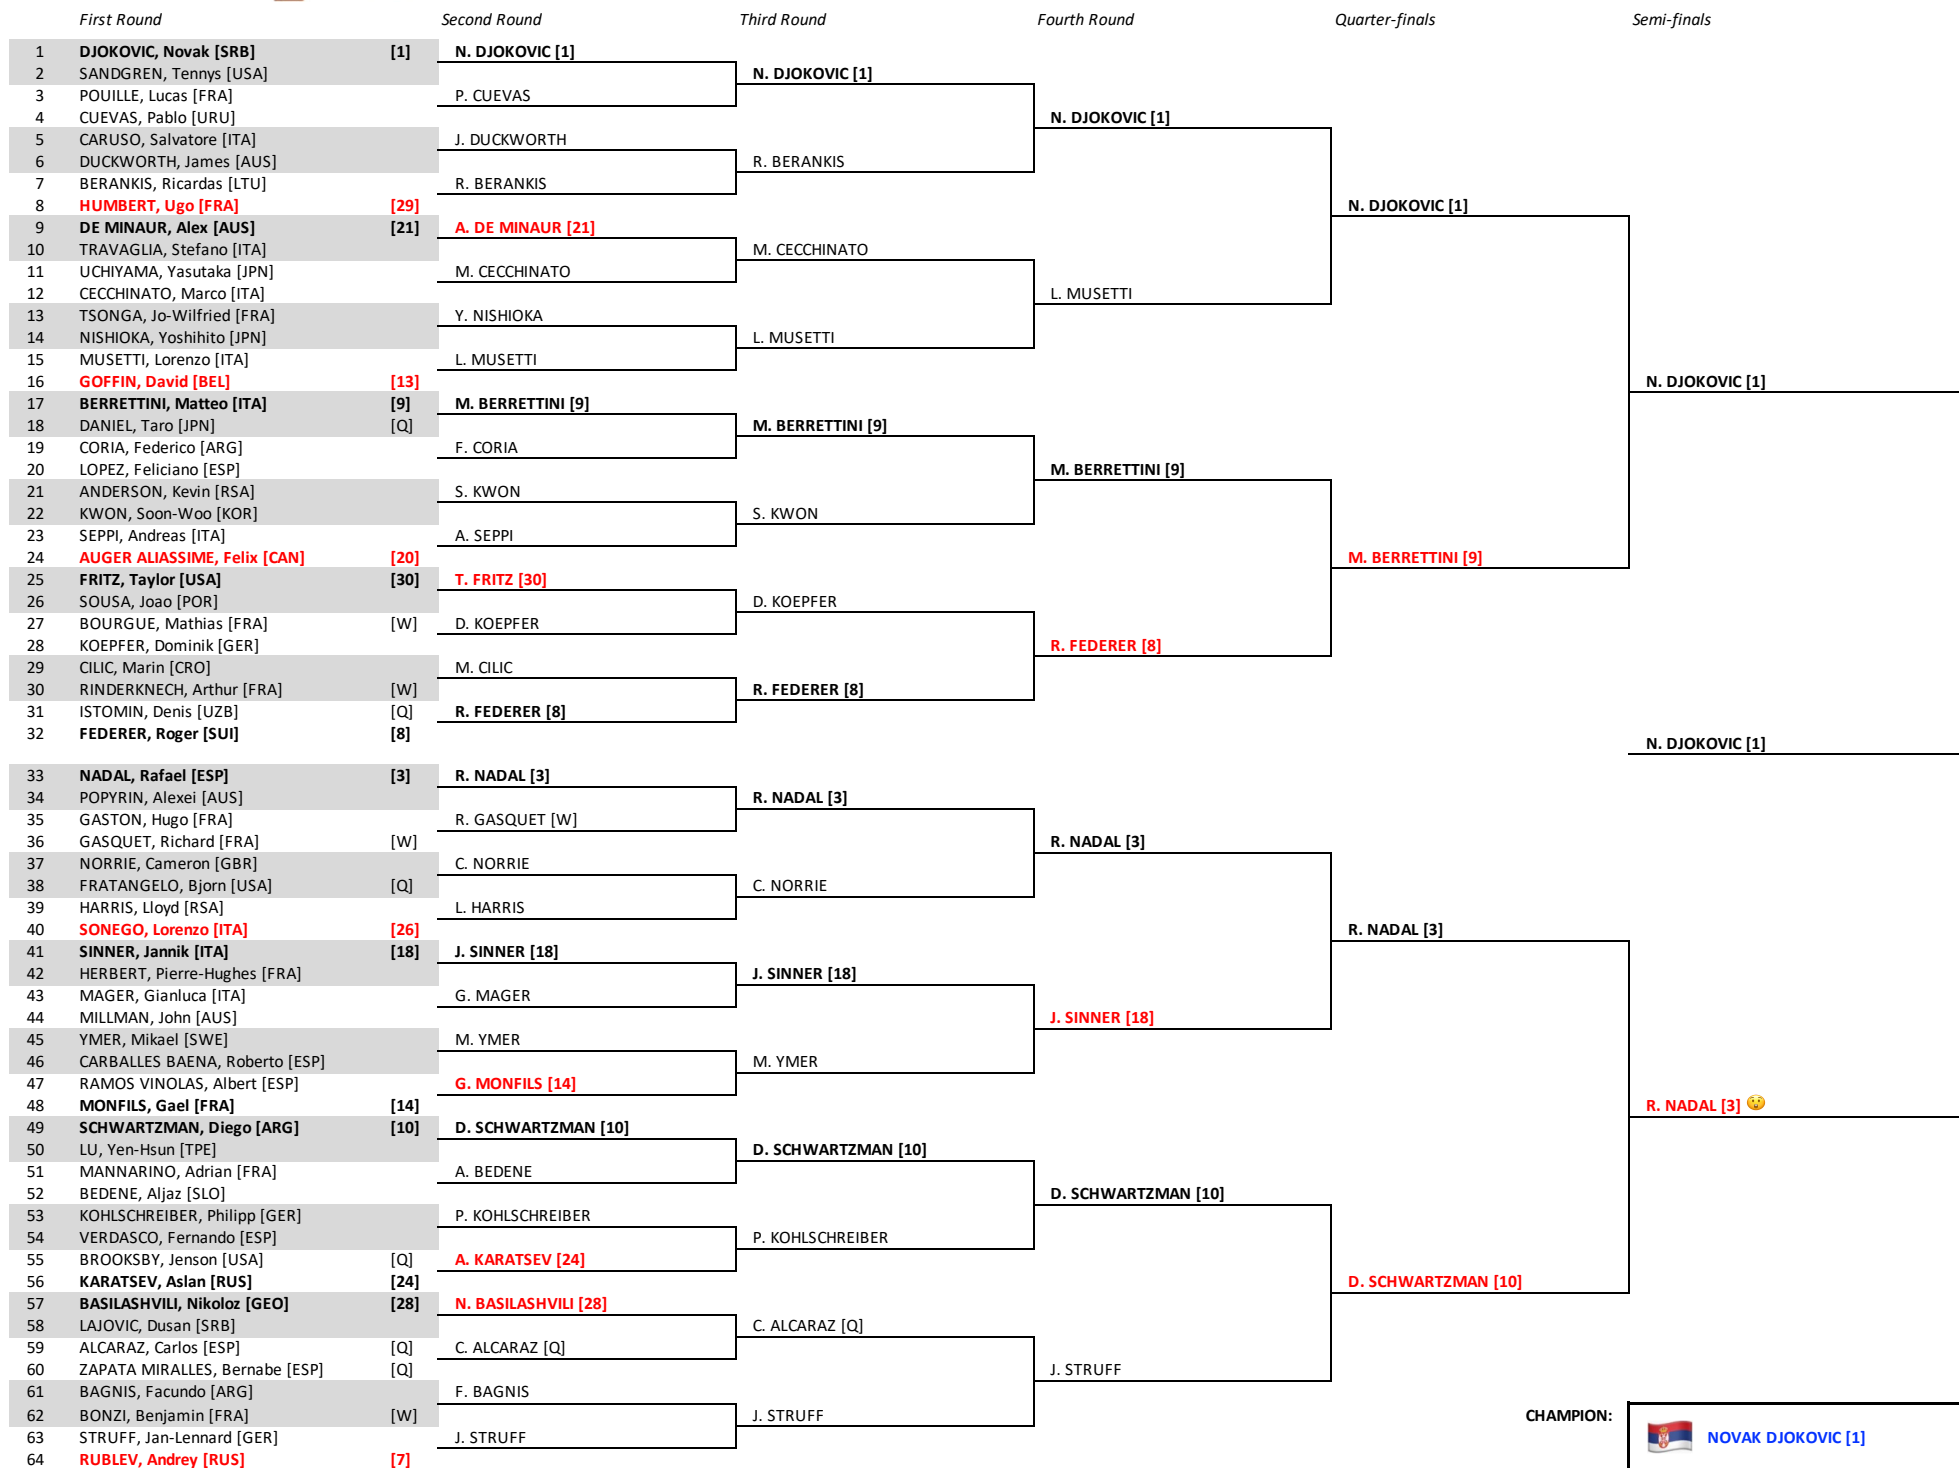 First Round Second Round Third Round Fourth Round Quarter-finals Semi-finals
1 DJOKOVIC, Novak [SRB] [1] N. DJOKOVIC [1]
2 SANDGREN, Tennys [USA] N. DJOKOVIC [1]
3 POUILLE, Lucas [FRA] P. CUEVAS
4 CUEVAS, Pablo [URU] N. DJOKOVIC [1]
5 CARUSO, Salvatore [ITA] J. DUCKWORTH
6 DUCKWORTH, James [AUS] R. BERANKIS
7 BERANKIS, Ricardas [LTU] R. BERANKIS
8 HUMBERT, Ugo [FRA] [29] N. DJOKOVIC [1]
9 DE MINAUR, Alex [AUS] [21] A. DE MINAUR [21]
10 TRAVAGLIA, Stefano [ITA] M. CECCHINATO
11 UCHIYAMA, Yasutaka [JPN] M. CECCHINATO
12 CECCHINATO, Marco [ITA] L. MUSETTI
13 TSONGA, Jo-Wilfried [FRA] Y. NISHIOKA
14 NISHIOKA, Yoshihito [JPN] L. MUSETTI
15 MUSETTI, Lorenzo [ITA] L. MUSETTI
16 GOFFIN, David [BEL] [13] N. DJOKOVIC [1]
17 BERRETTINI, Matteo [ITA] [9] M. BERRETTINI [9]
18 DANIEL, Taro [JPN] [Q] M. BERRETTINI [9]
19 CORIA, Federico [ARG] F. CORIA
20 LOPEZ, Feliciano [ESP] M. BERRETTINI [9]
21 ANDERSON, Kevin [RSA] S. KWON
22 KWON, Soon-Woo [KOR] S. KWON
23 SEPPI, Andreas [ITA] A. SEPPI
24 AUGER ALIASSIME, Felix [CAN] [20] M. BERRETTINI [9]
25 FRITZ, Taylor [USA] [30] T. FRITZ [30]
26 SOUSA, Joao [POR] D. KOEPFER
27 BOURGUE, Mathias [FRA] [W] D. KOEPFER
28 KOEPFER, Dominik [GER] R. FEDERER [8]
29 CILIC, Marin [CRO] M. CILIC
30 RINDERKNECH, Arthur [FRA] [W] R. FEDERER [8]
31 ISTOMIN, Denis [UZB] [Q] R. FEDERER [8]
32 FEDERER, Roger [SUI] [8]
N. DJOKOVIC [1]
33 NADAL, Rafael [ESP] [3] R. NADAL [3]
34 POPYRIN, Alexei [AUS] R. NADAL [3]
35 GASTON, Hugo [FRA] R. GASQUET [W]
36 GASQUET, Richard [FRA] [W] R. NADAL [3]
37 NORRIE, Cameron [GBR] C. NORRIE
38 FRATANGELO, Bjorn [USA] [Q] C. NORRIE
39 HARRIS, Lloyd [RSA] L. HARRIS
40 SONEGO, Lorenzo [ITA] [26] R. NADAL [3]
41 SINNER, Jannik [ITA] [18] J. SINNER [18]
42 HERBERT, Pierre-Hughes [FRA] J. SINNER [18]
43 MAGER, Gianluca [ITA] G. MAGER
44 MILLMAN, John [AUS] J. SINNER [18]
45 YMER, Mikael [SWE] M. YMER
46 CARBALLES BAENA, Roberto [ESP] M. YMER
47 RAMOS VINOLAS, Albert [ESP] G. MONFILS [14]
48 MONFILS, Gael [FRA] [14] R. NADAL [3] 😲
49 SCHWARTZMAN, Diego [ARG] [10] D. SCHWARTZMAN [10]
50 LU, Yen-Hsun [TPE] D. SCHWARTZMAN [10]
51 MANNARINO, Adrian [FRA] A. BEDENE
52 BEDENE, Aljaz [SLO] D. SCHWARTZMAN [10]
53 KOHLSCHREIBER, Philipp [GER] P. KOHLSCHREIBER
54 VERDASCO, Fernando [ESP] P. KOHLSCHREIBER
55 BROOKSBY, Jenson [USA] [Q] A. KARATSEV [24]
56 KARATSEV, Aslan [RUS] [24] D. SCHWARTZMAN [10]
57 BASILASHVILI, Nikoloz [GEO] [28] N. BASILASHVILI [28]
58 LAJOVIC, Dusan [SRB] C. ALCARAZ [Q]
59 ALCARAZ, Carlos [ESP] [Q] C. ALCARAZ [Q]
60 ZAPATA MIRALLES, Bernabe [ESP] [Q] J. STRUFF
61 BAGNIS, Facundo [ARG] F. BAGNIS
62 BONZI, Benjamin [FRA] [W] J. STRUFF CHAMPION:
63 STRUFF, Jan-Lennard [GER] J. STRUFF NOVAK DJOKOVIC [1]
64 RUBLEV, Andrey [RUS] [7]